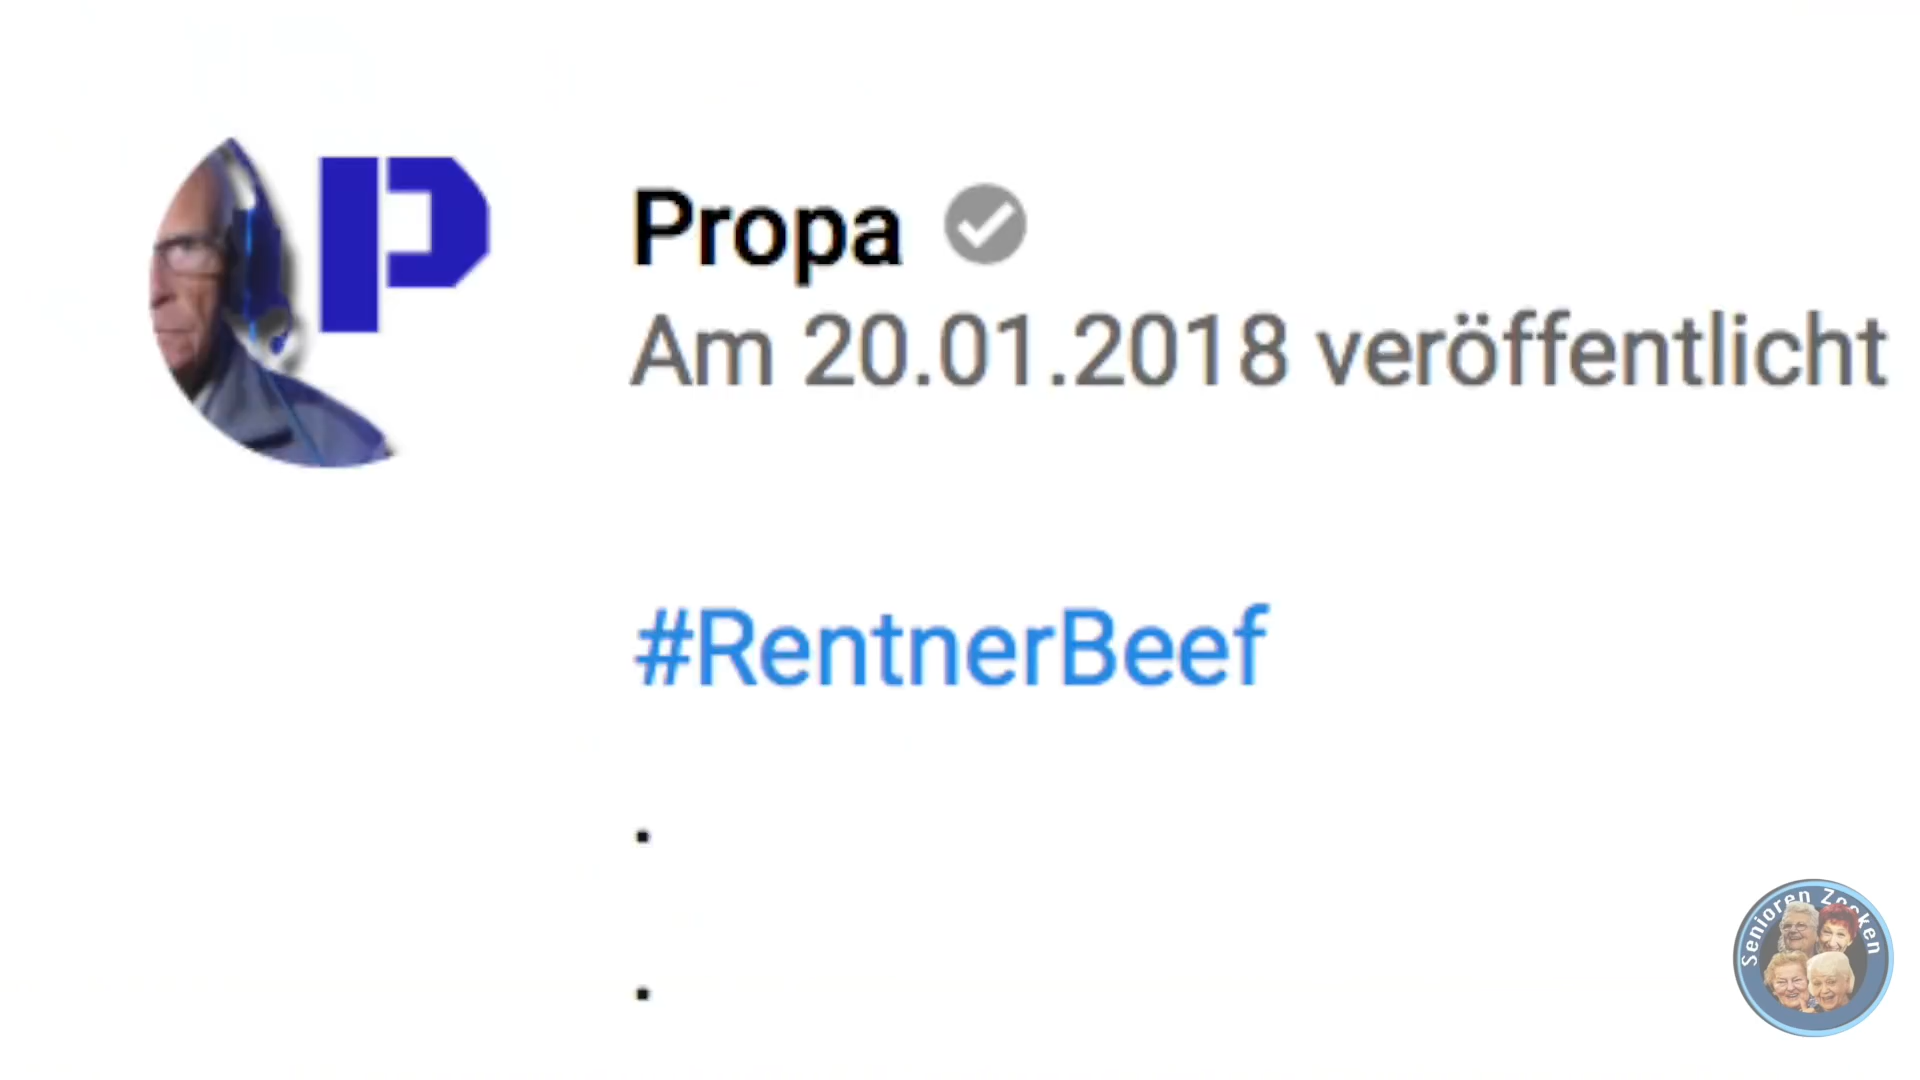 P
Propa
Am 20.01.2018 veröffentlicht
#RentnerBeef
.
.
Senioren Zocken